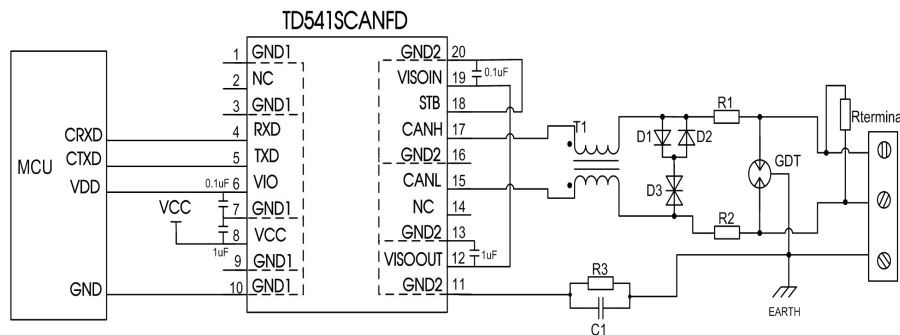 TD541SCANFD
MCU
CRXD
CTXD
VDD
GND
VCC
0.1uF
1uF
1 GND1
2 NC
3 GND1
4 RXD
5 TXD
6 VIO
7 GND1
8 VCC
9 GND1
10 GND1
GND2 20
VISOIN 19
STB 18
CANH 17
GND2 16
CANL 15
NC 14
GND2 13
VISOOUT 12
GND2 11
0.1uF
1uF
T1
D1
D2
D3
R1
R2
GDT
Rtermina
R3
C1
EARTH